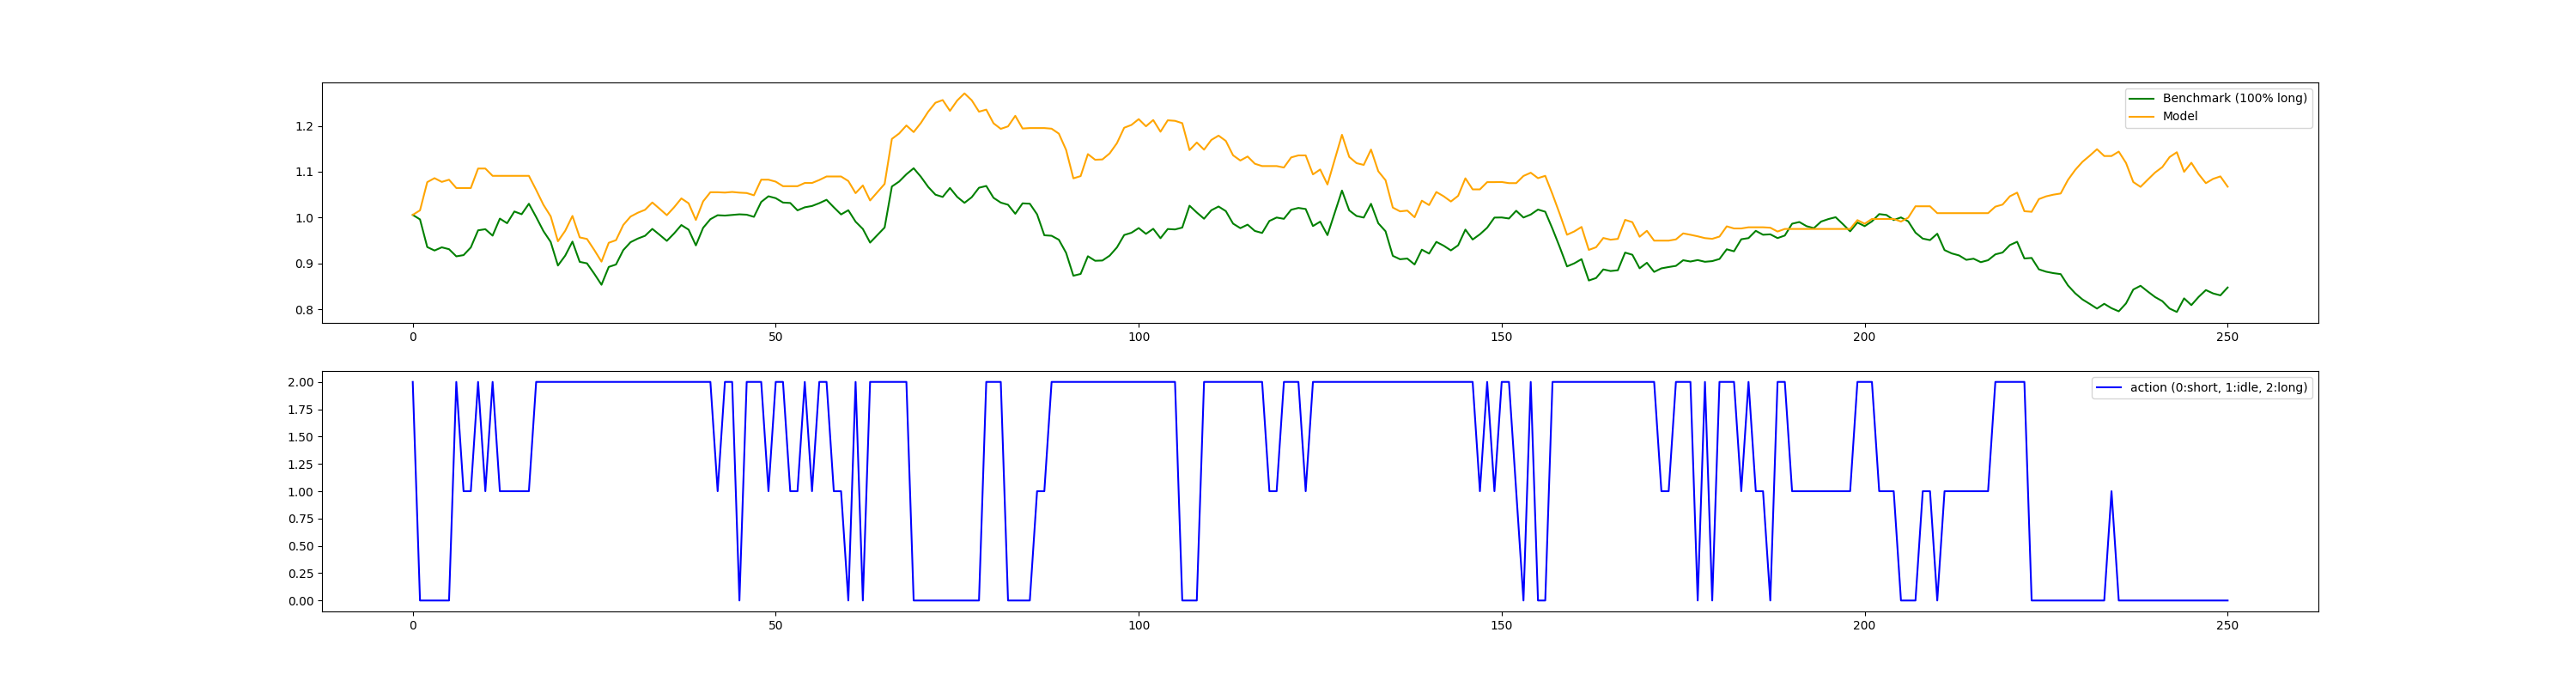 Benchmark (100% long)
Model
1.2
1.1
1.0
0.9
0.8
0 50 100 150 200 250
action (0:short, 1:idle, 2:long)
2.00
1.75
1.50
1.25
1.00
0.75
0.50
0.25
0.00
0 50 100 150 200 250